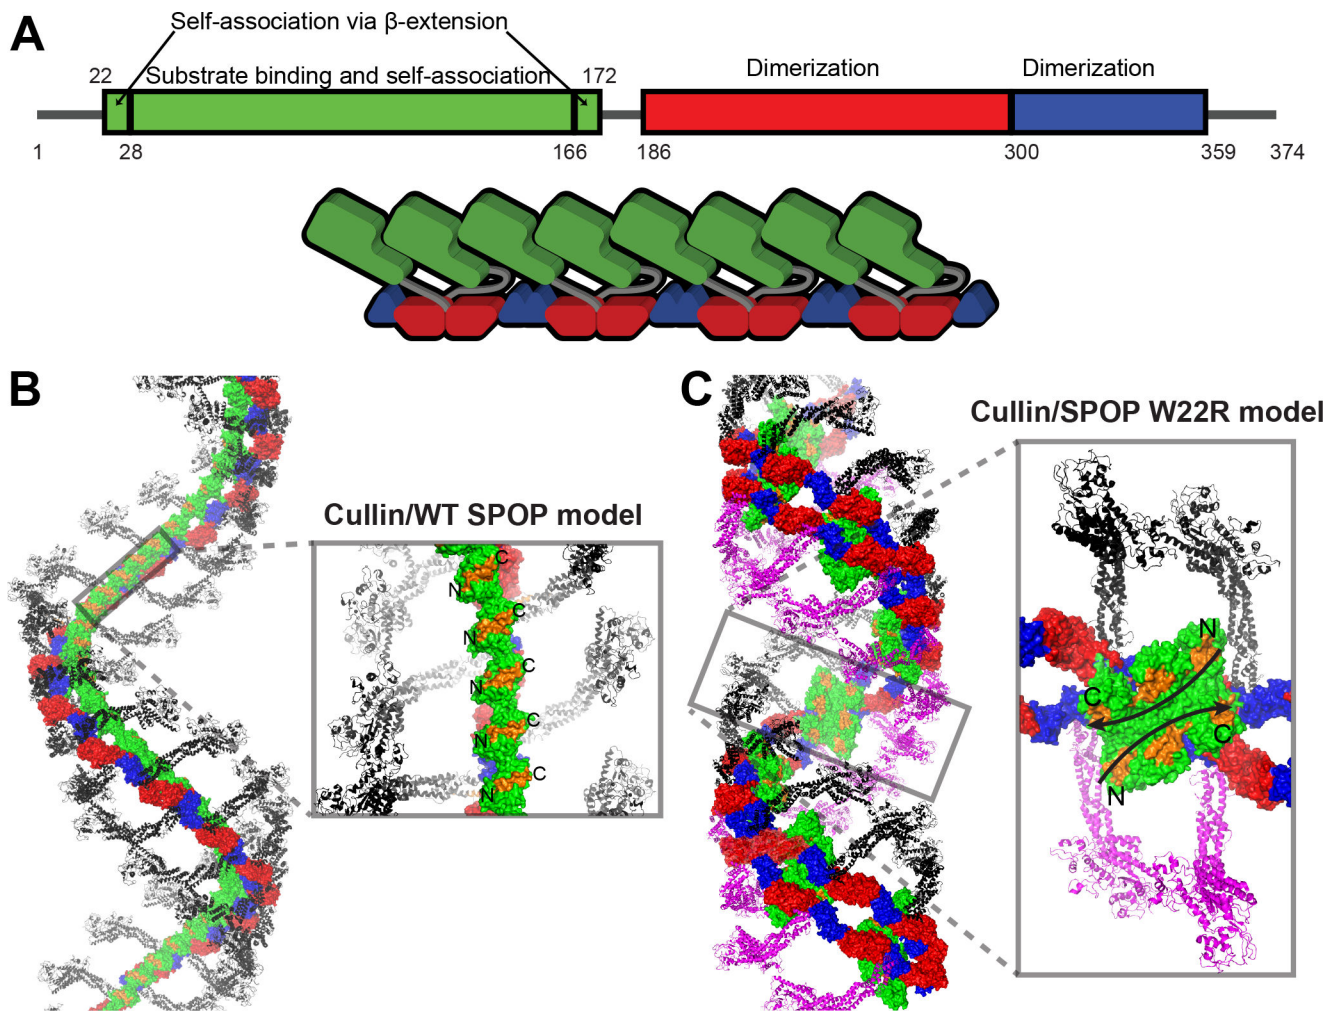 A
Self-association via β-extension
22
Substrate binding and self-association
172
Dimerization
Dimerization
1
28
166
186
300
359
374
B
Cullin/WT SPOP model
C
N
C
N
C
N
C
N
C
N
C
Cullin/SPOP W22R model
N
C
C
N